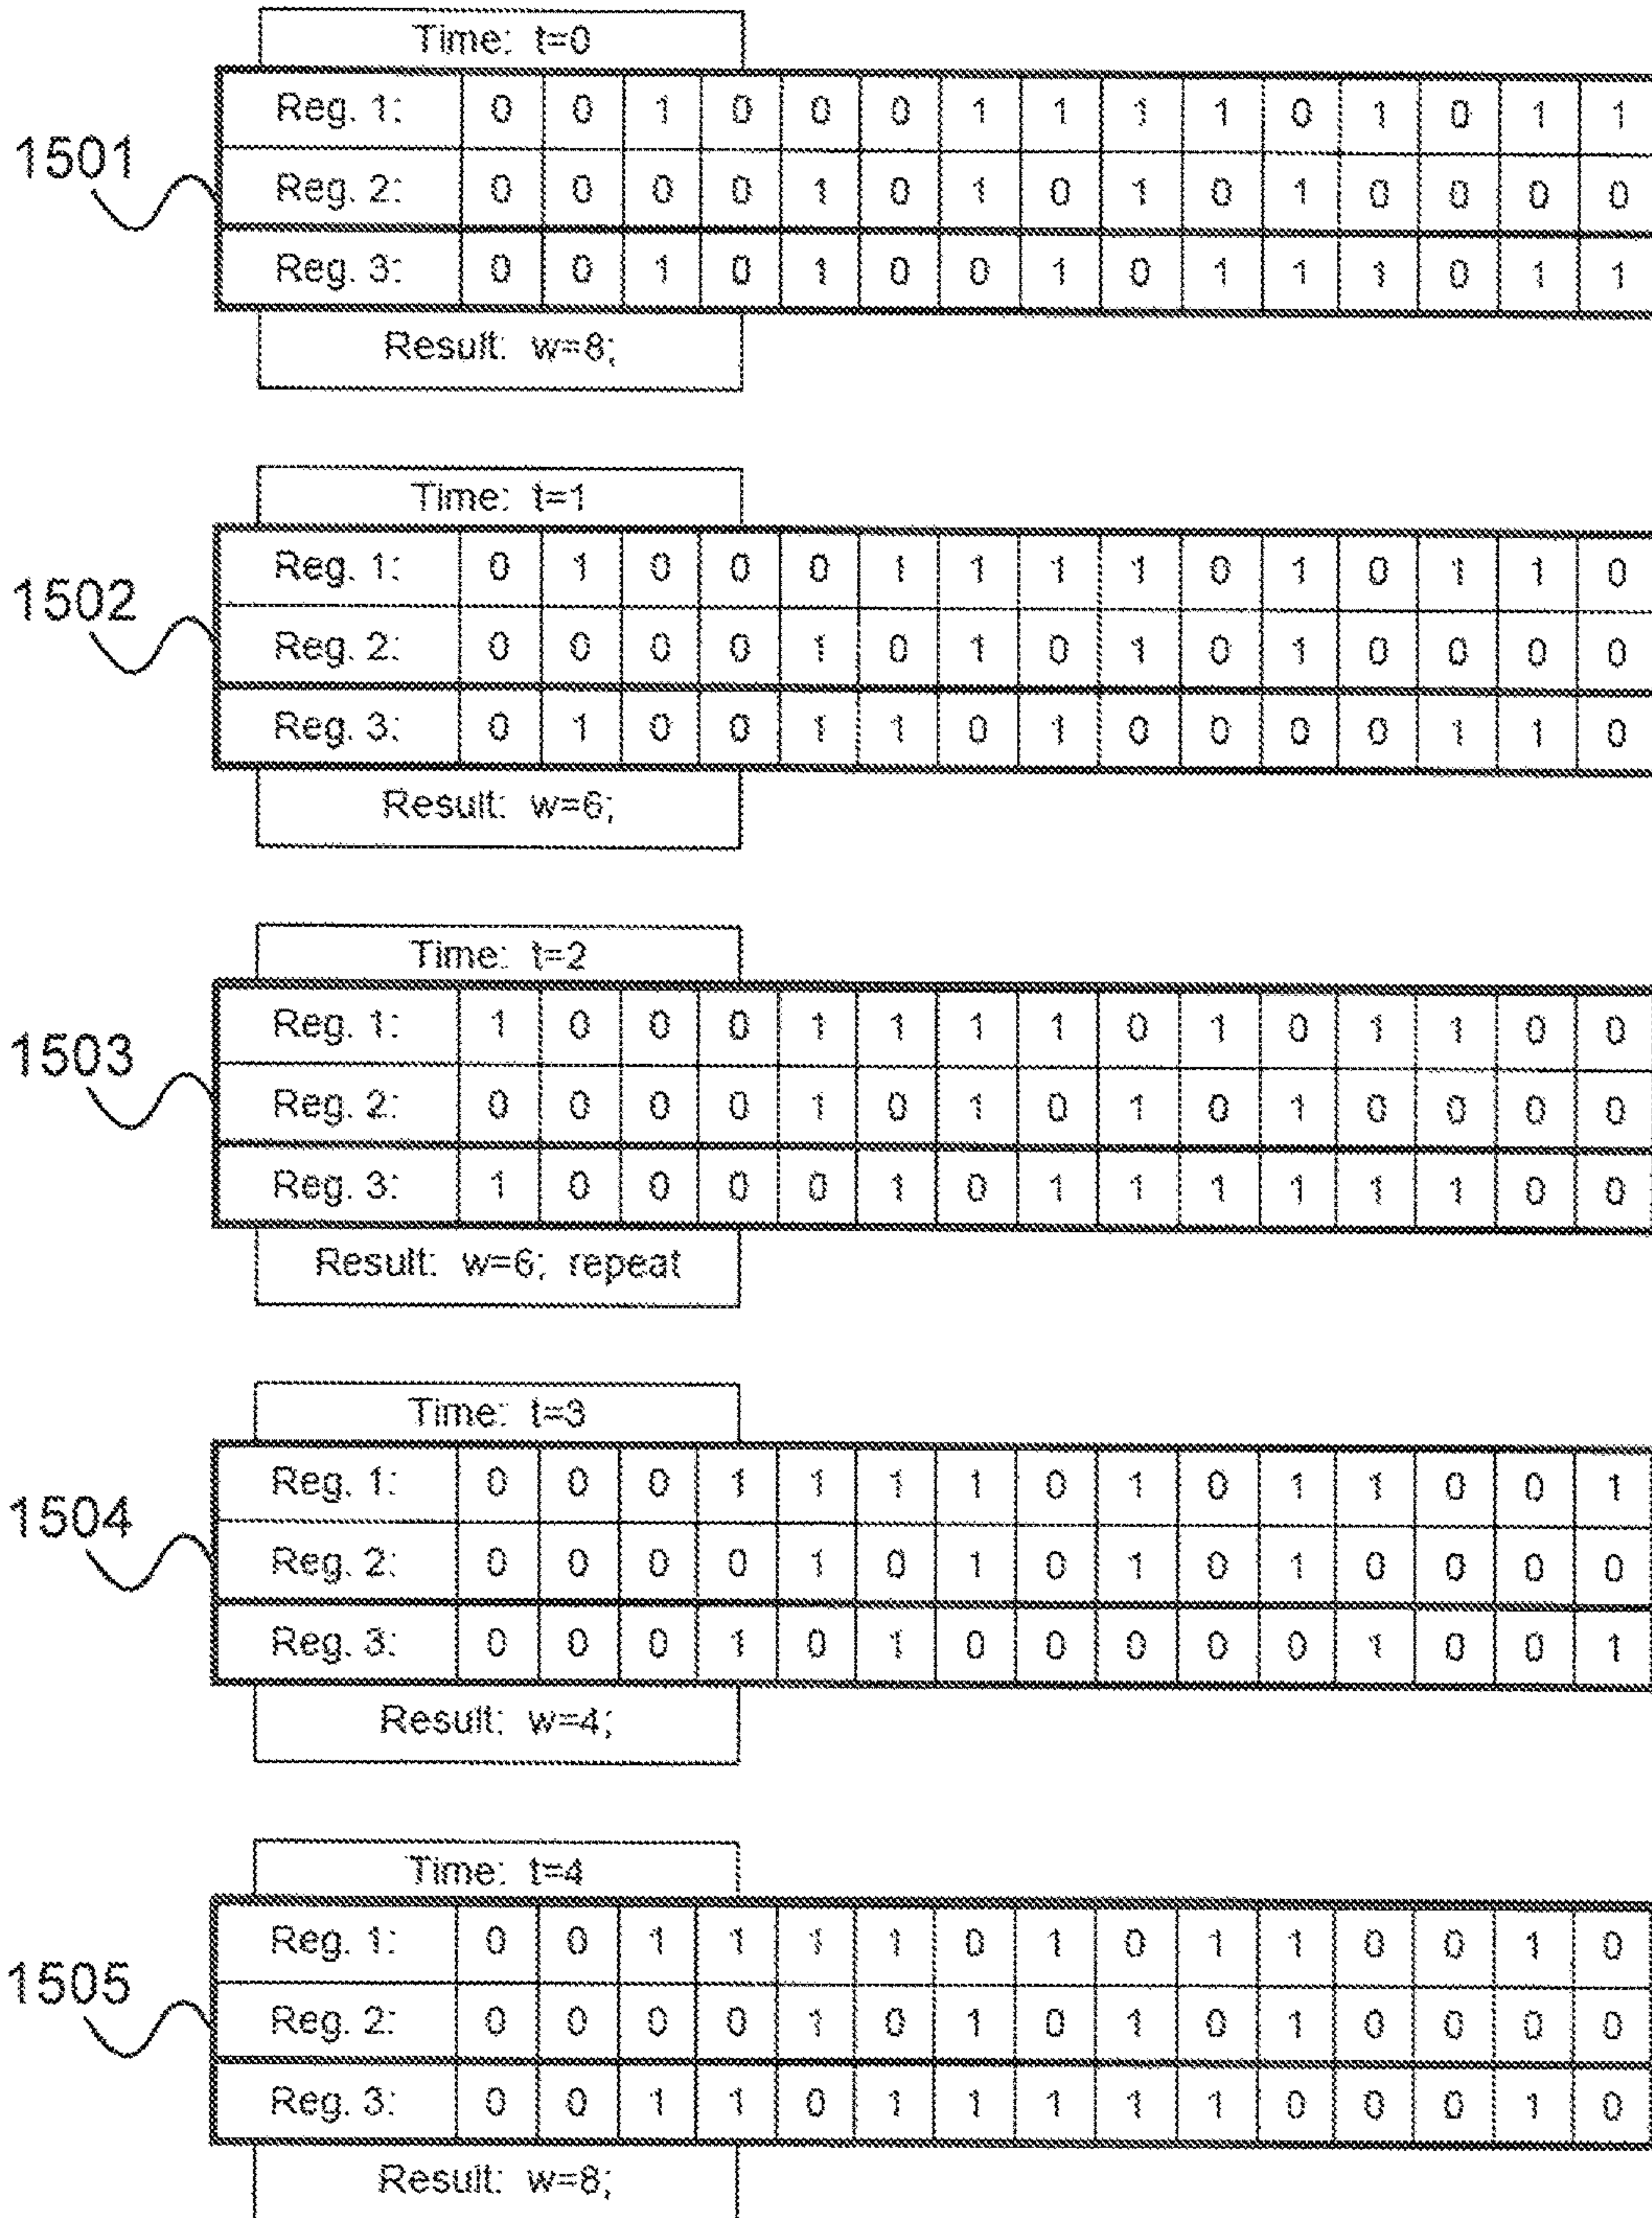 Time: t=0
Reg. 1: 0 0 1 0 0 0 1 1 1 1 0 1 0 1 1
1501
Reg. 2: 0 0 0 0 1 0 1 0 1 0 1 0 0 0 0
Reg. 3: 0 0 1 0 1 0 0 1 0 1 1 1 0 1 1
Result: w=8;
Time: t=1
Reg. 1: 0 1 0 0 0 1 1 1 1 0 1 0 1 1 0
1502
Reg. 2: 0 0 0 0 1 0 1 0 1 0 1 0 0 0 0
Reg. 3: 0 1 0 0 1 1 0 1 0 0 0 0 1 1 0
Result: w=6;
Time: t=2
Reg. 1: 1 0 0 0 1 1 1 1 0 1 0 1 1 0 0
1503
Reg. 2: 0 0 0 0 1 0 1 0 1 0 1 0 0 0 0
Reg. 3: 1 0 0 0 0 1 0 1 1 1 1 1 1 0 0
Result: w=6; repeat
Time: t=3
Reg. 1: 0 0 0 1 1 1 1 0 1 0 1 1 0 0 1
1504
Reg. 2: 0 0 0 0 1 0 1 0 1 0 1 0 0 0 0
Reg. 3: 0 0 0 1 0 1 0 0 0 0 0 1 0 0 1
Result: w=4;
Time: t=4
Reg. 1: 0 0 1 1 1 1 0 1 0 1 1 0 0 1 0
1505
Reg. 2: 0 0 0 0 1 0 1 0 1 0 1 0 0 0 0
Reg. 3: 0 0 1 1 0 1 1 1 1 1 0 0 0 1 0
Result: w=8;